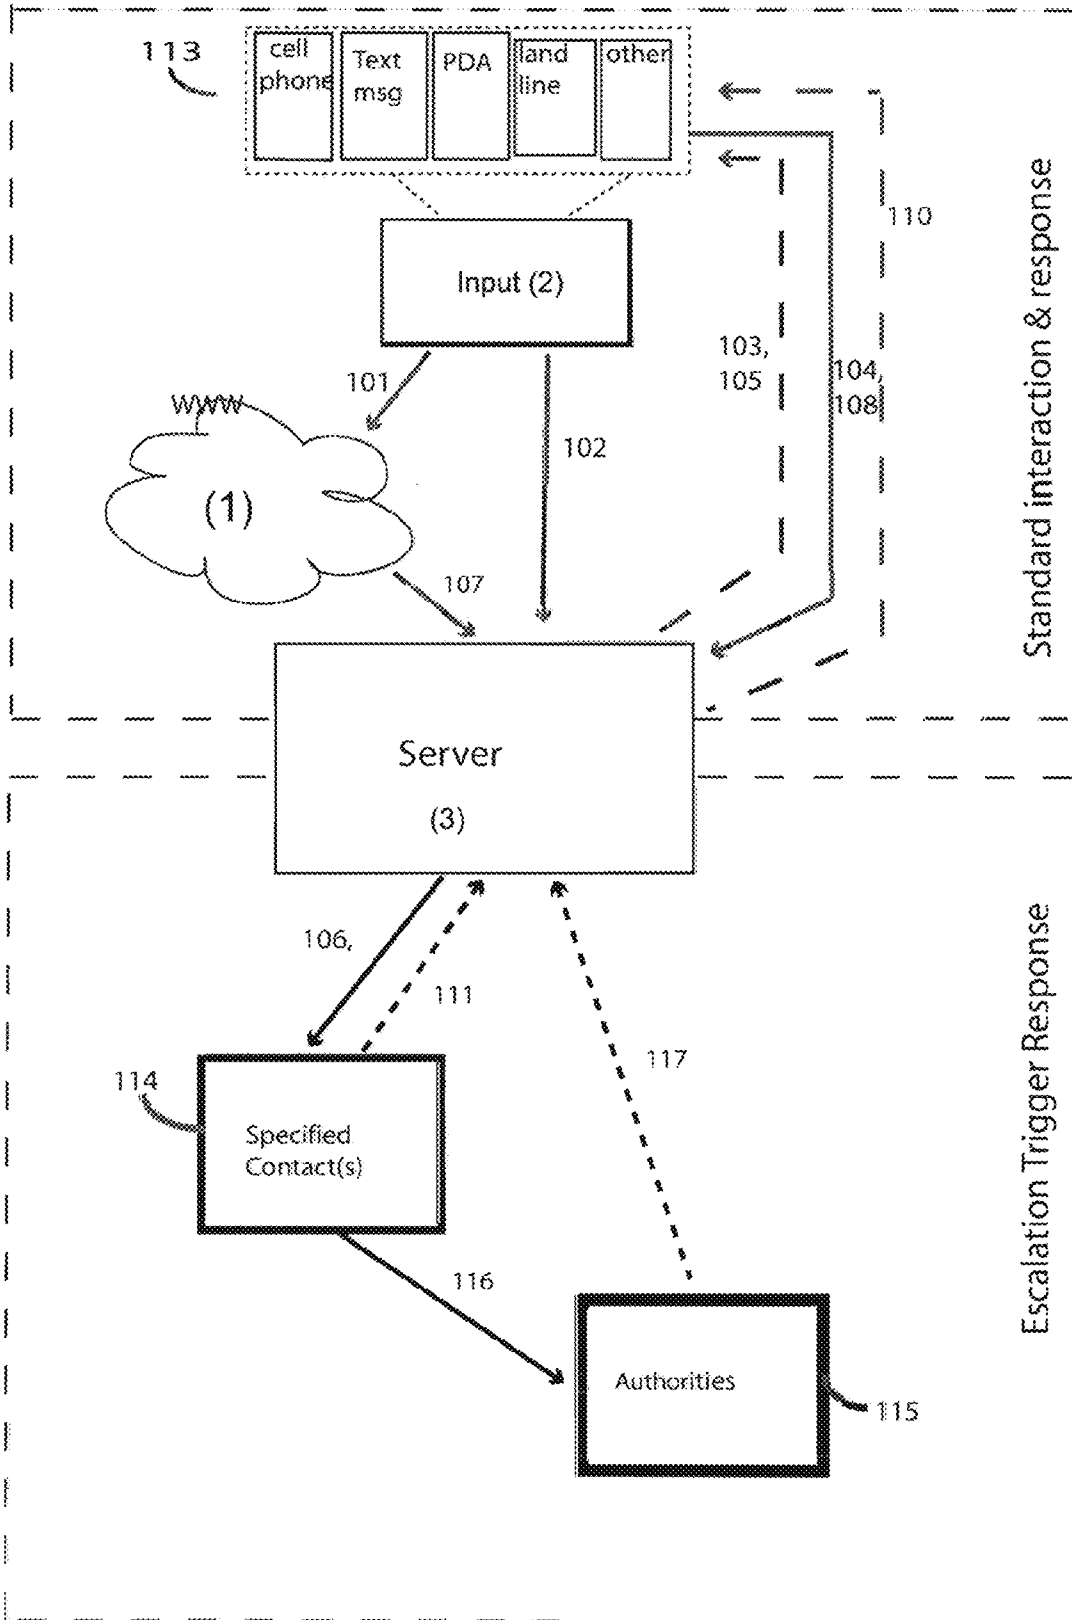 113
cell
phone
Text
msg
PDA
land
line
other
110
Input (2)
103,
105
104,
108
101
WWW
102
(1)
107
Standard interaction & response
Server
(3)
106,
111
117
114
Specified
Contact(s)
116
Authorities
115
Escalation Trigger Response